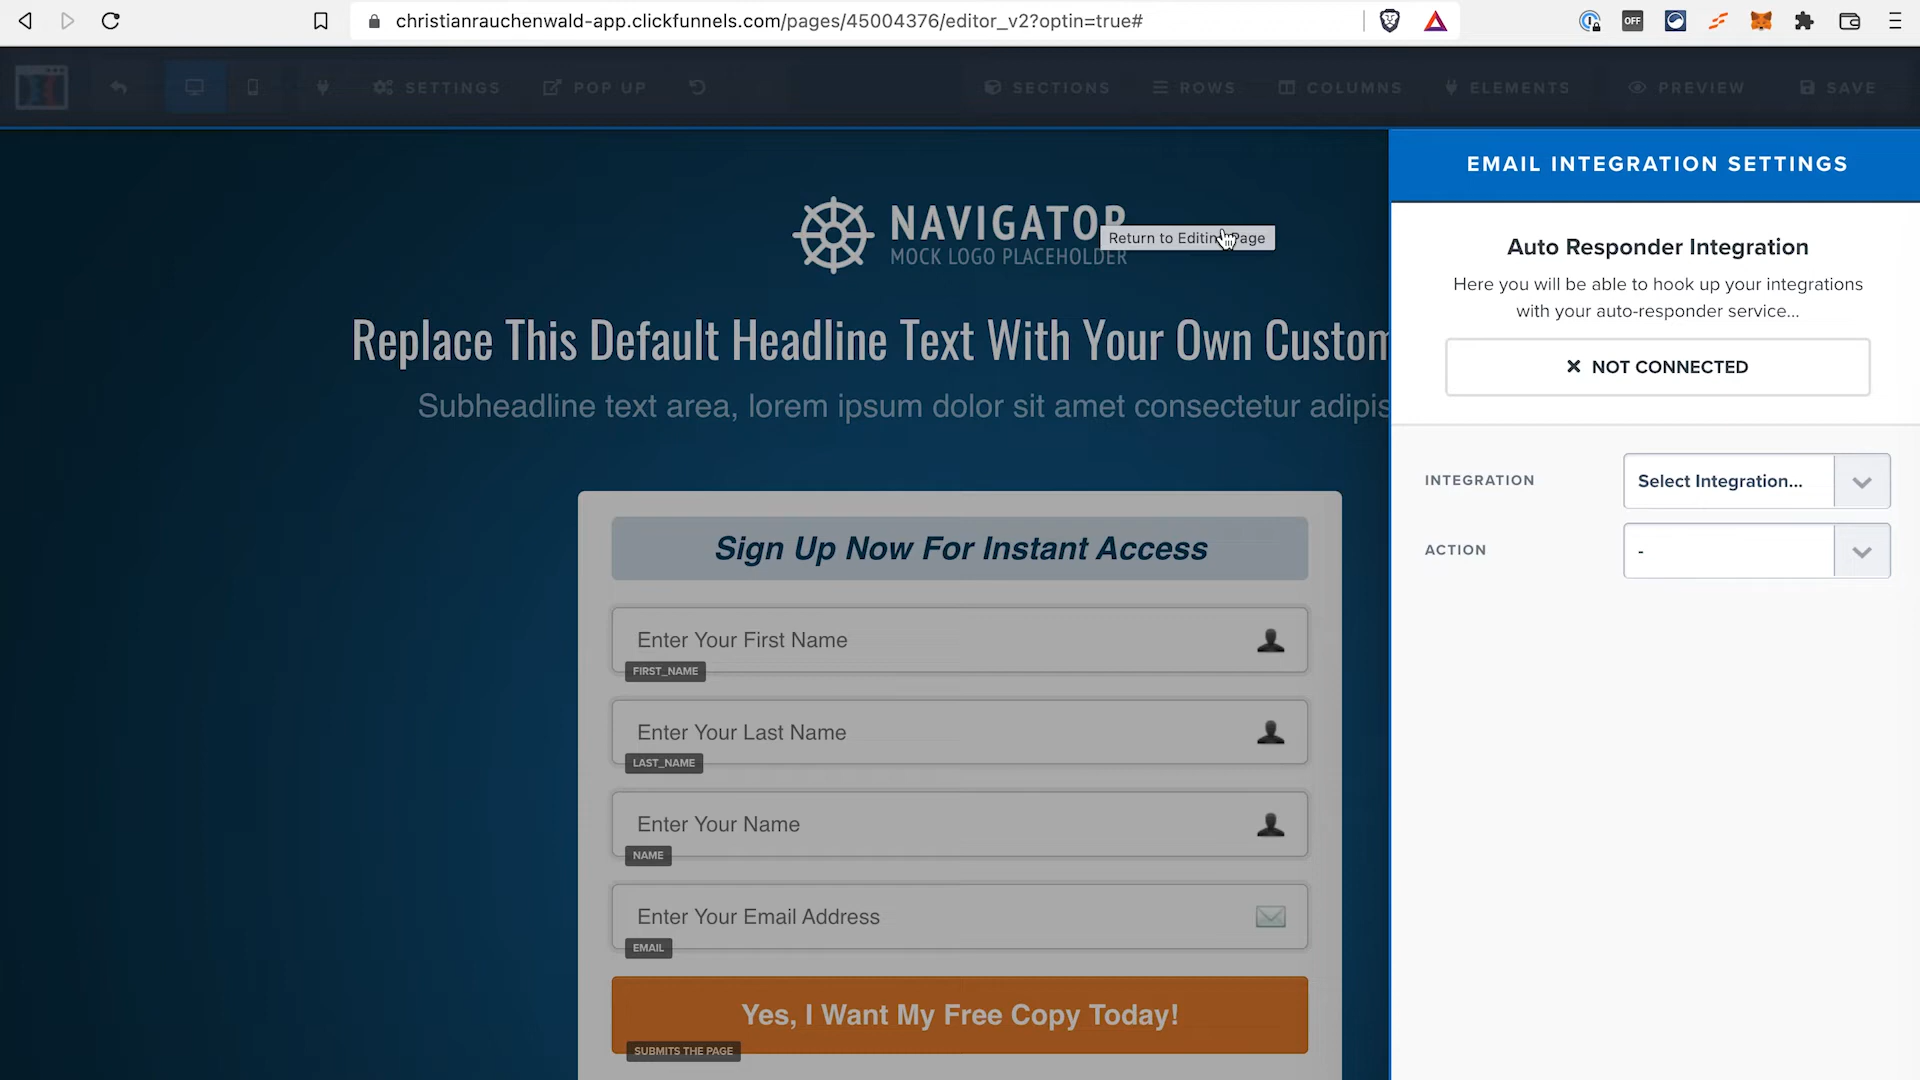 christianrauchenwald-app.clickfunnels.com/pages/45004376/editor_v2?optin=true#
OFF
SETTINGS
POP UP
SECTIONS
ROWS
COLUMNS
ELEMENTS
PREVIEW
SAVE
EMAIL INTEGRATION SETTINGS
NAVIGATOR
MOCK LOGO PLACEHOLDER
Return to Editing Page
Auto Responder Integration
Here you will be able to hook up your integrations
with your auto-responder service...
NOT CONNECTED
Replace This Default Headline Text With Your Own Custom
Subheadline text area, lorem ipsum dolor sit amet consectetur adipis
INTEGRATION
Select Integration...
ACTION
-
Sign Up Now For Instant Access
Enter Your First Name
FIRST_NAME
Enter Your Last Name
LAST_NAME
Enter Your Name
NAME
Enter Your Email Address
EMAIL
Yes, I Want My Free Copy Today!
SUBMITS THE PAGE